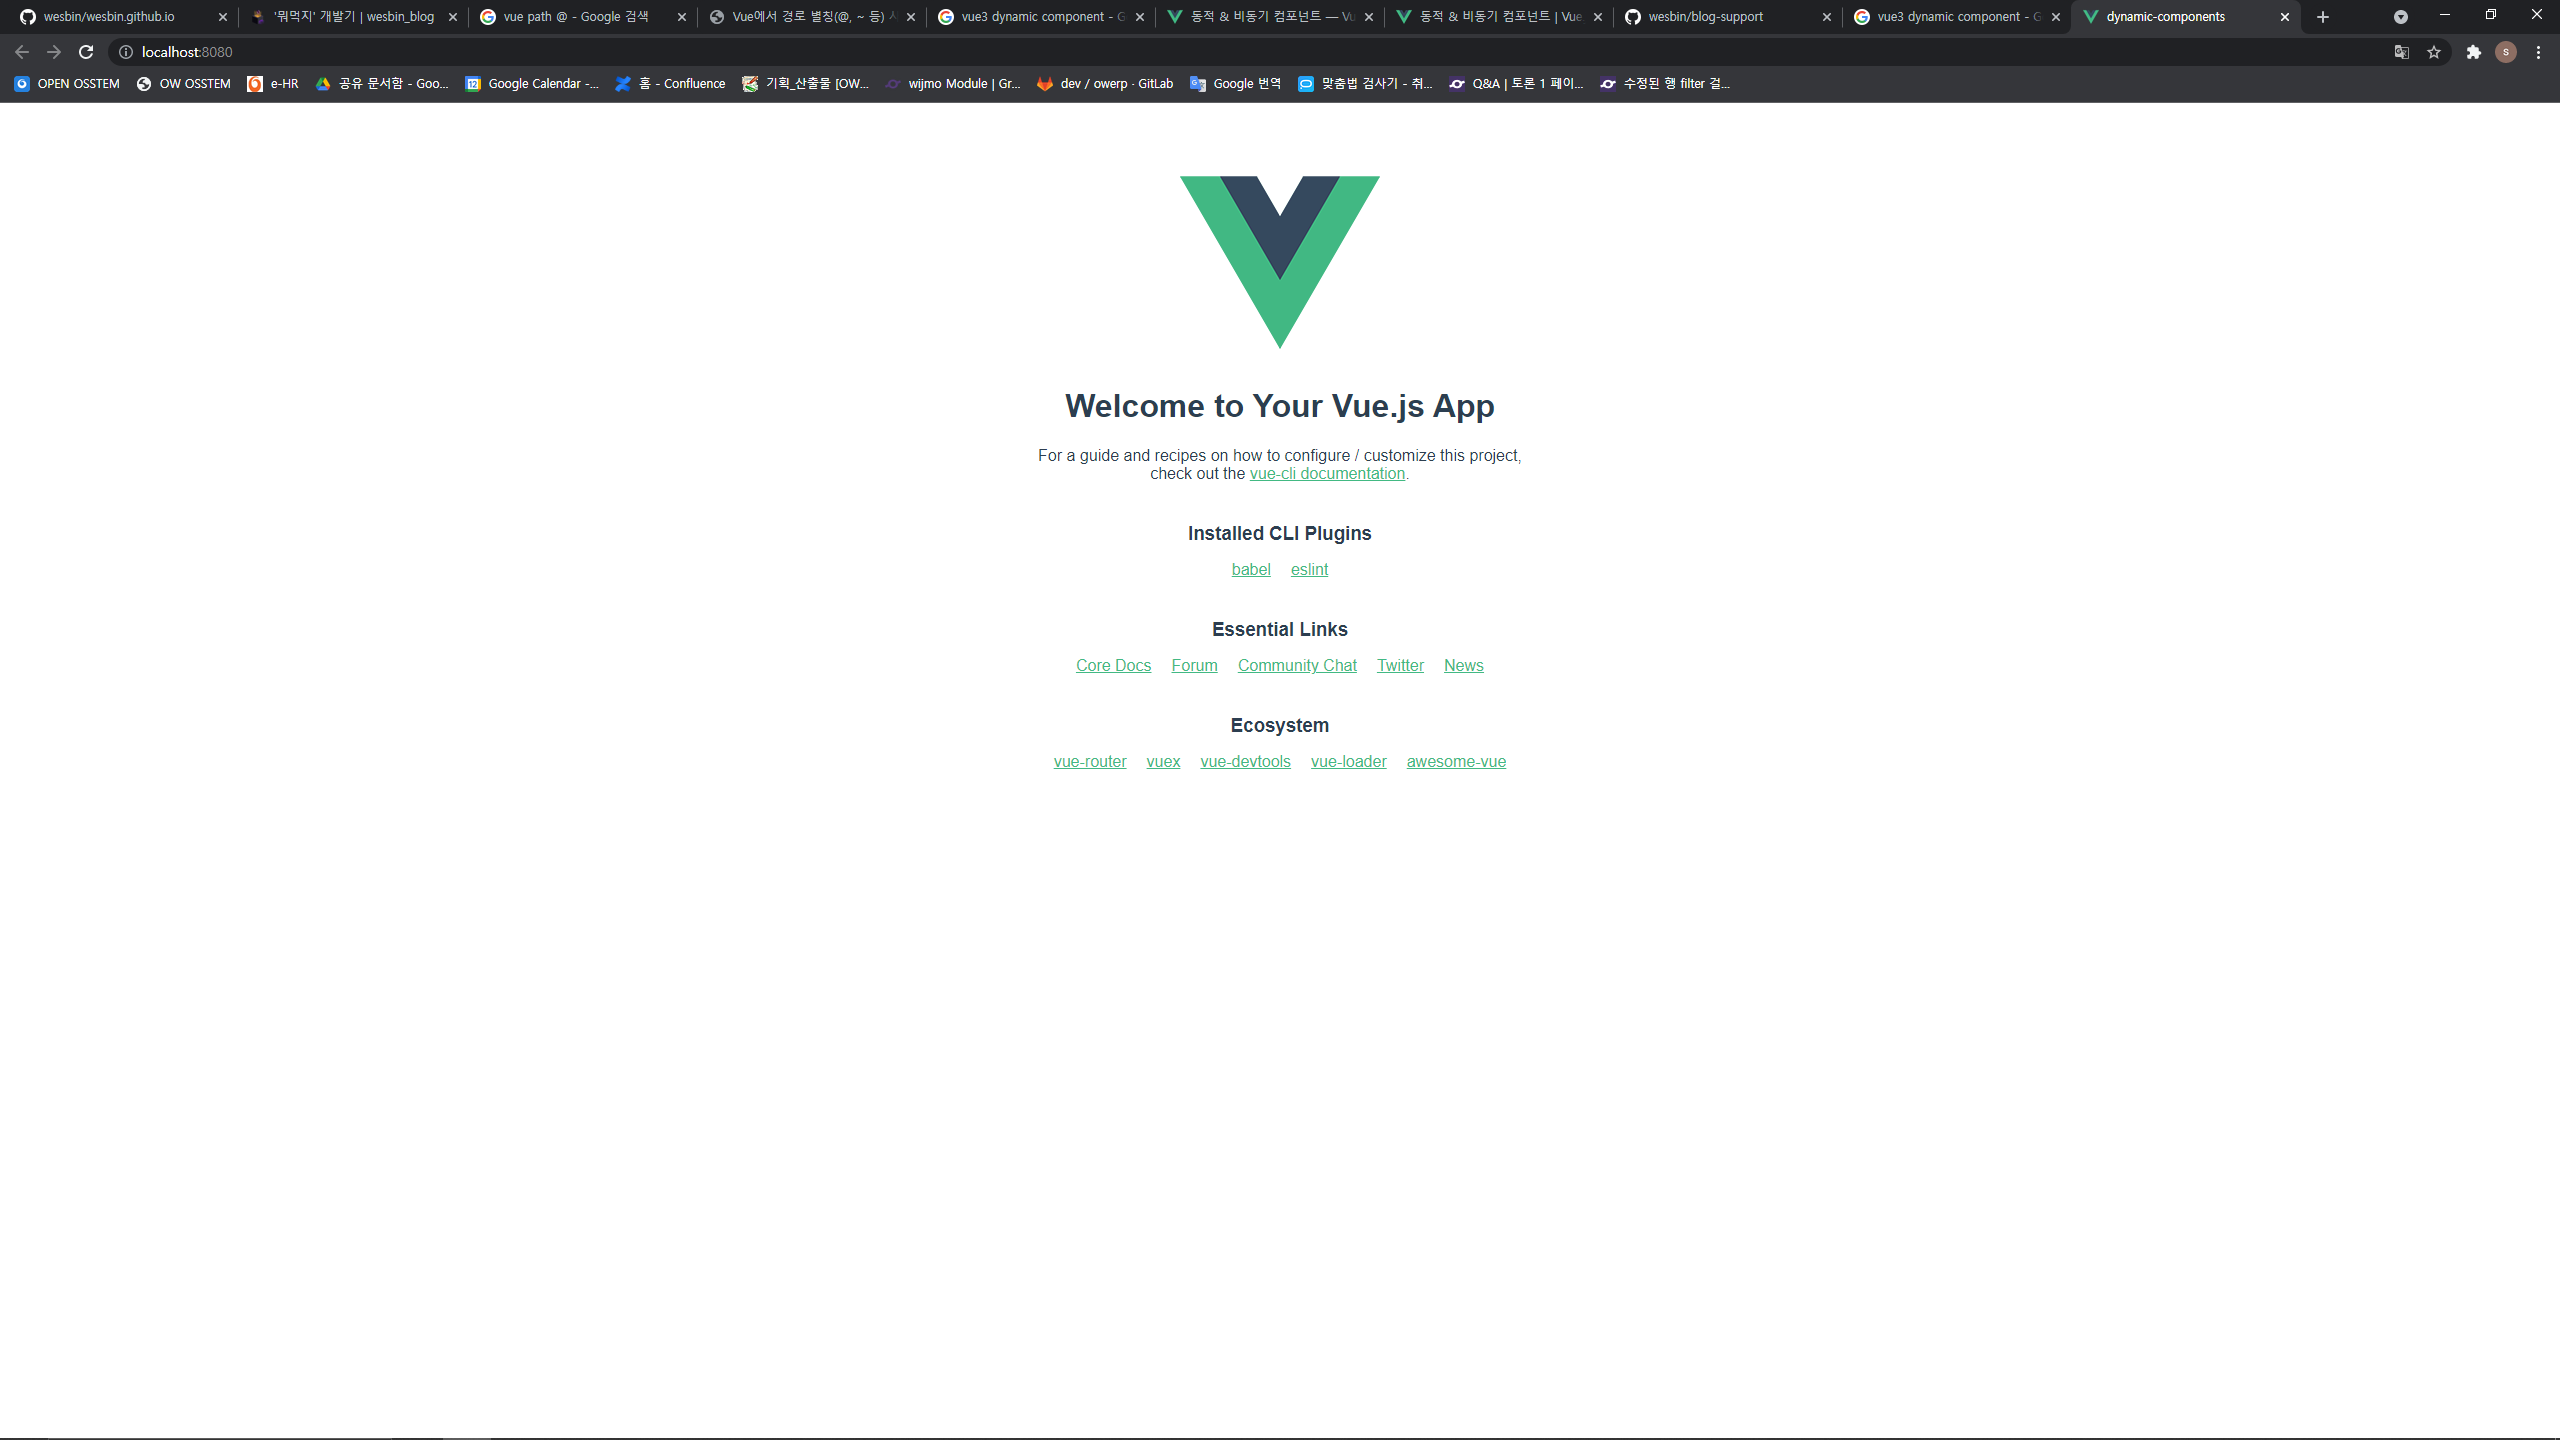 wesbin/wesbin.github.io
'뭐먹지' 개발기 | wesbin_blog
vue path @ - Google 검색
Vue에서 경로 별칭(@, ~ 등)
vue3 dynamic component - G
동적 & 비동기 컴포넌트 — Vu
동적 & 비동기 컴포넌트 | Vue
wesbin/blog-support
vue3 dynamic component - G
dynamic-components
localhost:8080
S
OPEN OSSTEM
OW OSSTEM
e-HR
공유 문서함 - Goo...
Google Calendar -...
홈 - Confluence
기획_산출물 [OW...
wijmo Module | Gr...
dev / owerp · GitLab
Google 번역
맞춤법 검사기 - 취...
Q&A | 토론 1 페이...
수정된 행 filter 걸...
Welcome to Your Vue.js App
For a guide and recipes on how to configure / customize this project,
check out the vue-cli documentation.
Installed CLI Plugins
babel eslint
Essential Links
Core Docs Forum Community Chat Twitter News
Ecosystem
vue-router vuex vue-devtools vue-loader awesome-vue